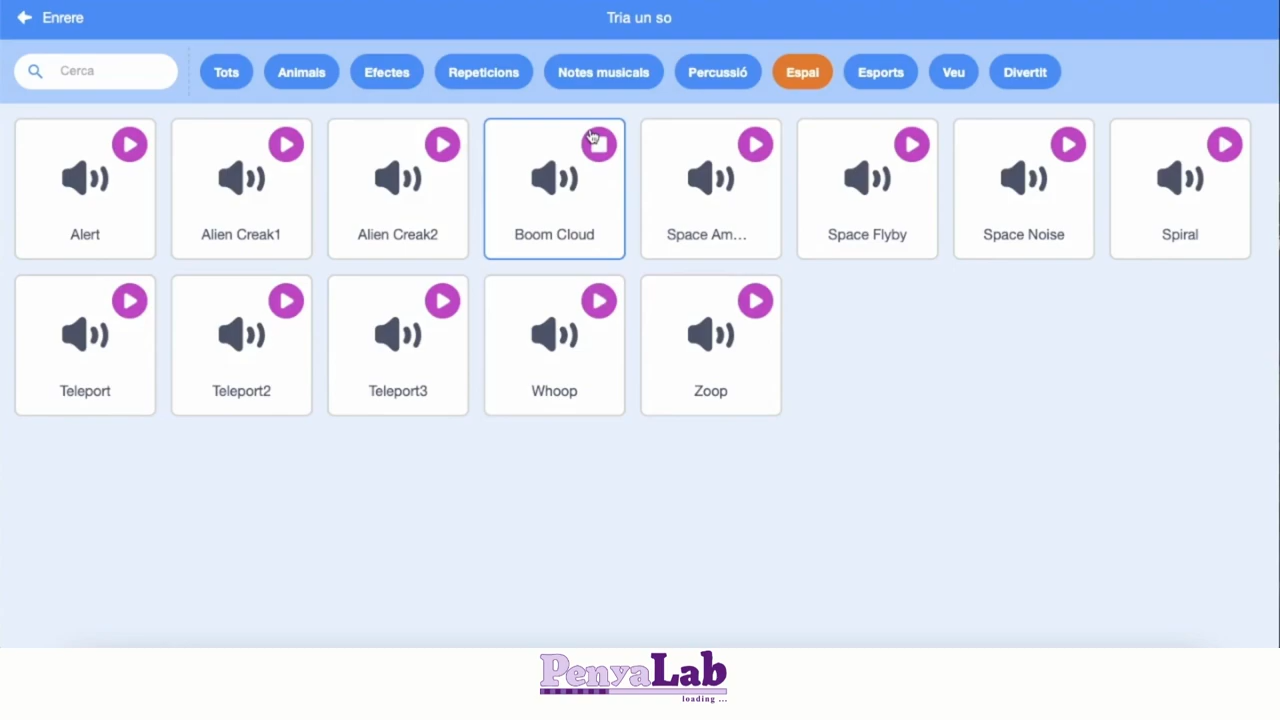 Enrere
Tria un so
Cerca
Tots
Animals
Efectes
Repeticions
Notes musicals
Percussió
Espai
Esports
Veu
Divertit
Alert
Alien Creak1
Alien Creak2
Boom Cloud
Space Am...
Space Flyby
Space Noise
Spiral
Teleport
Teleport2
Teleport3
Whoop
Zoop
PenyaLab
loading ...